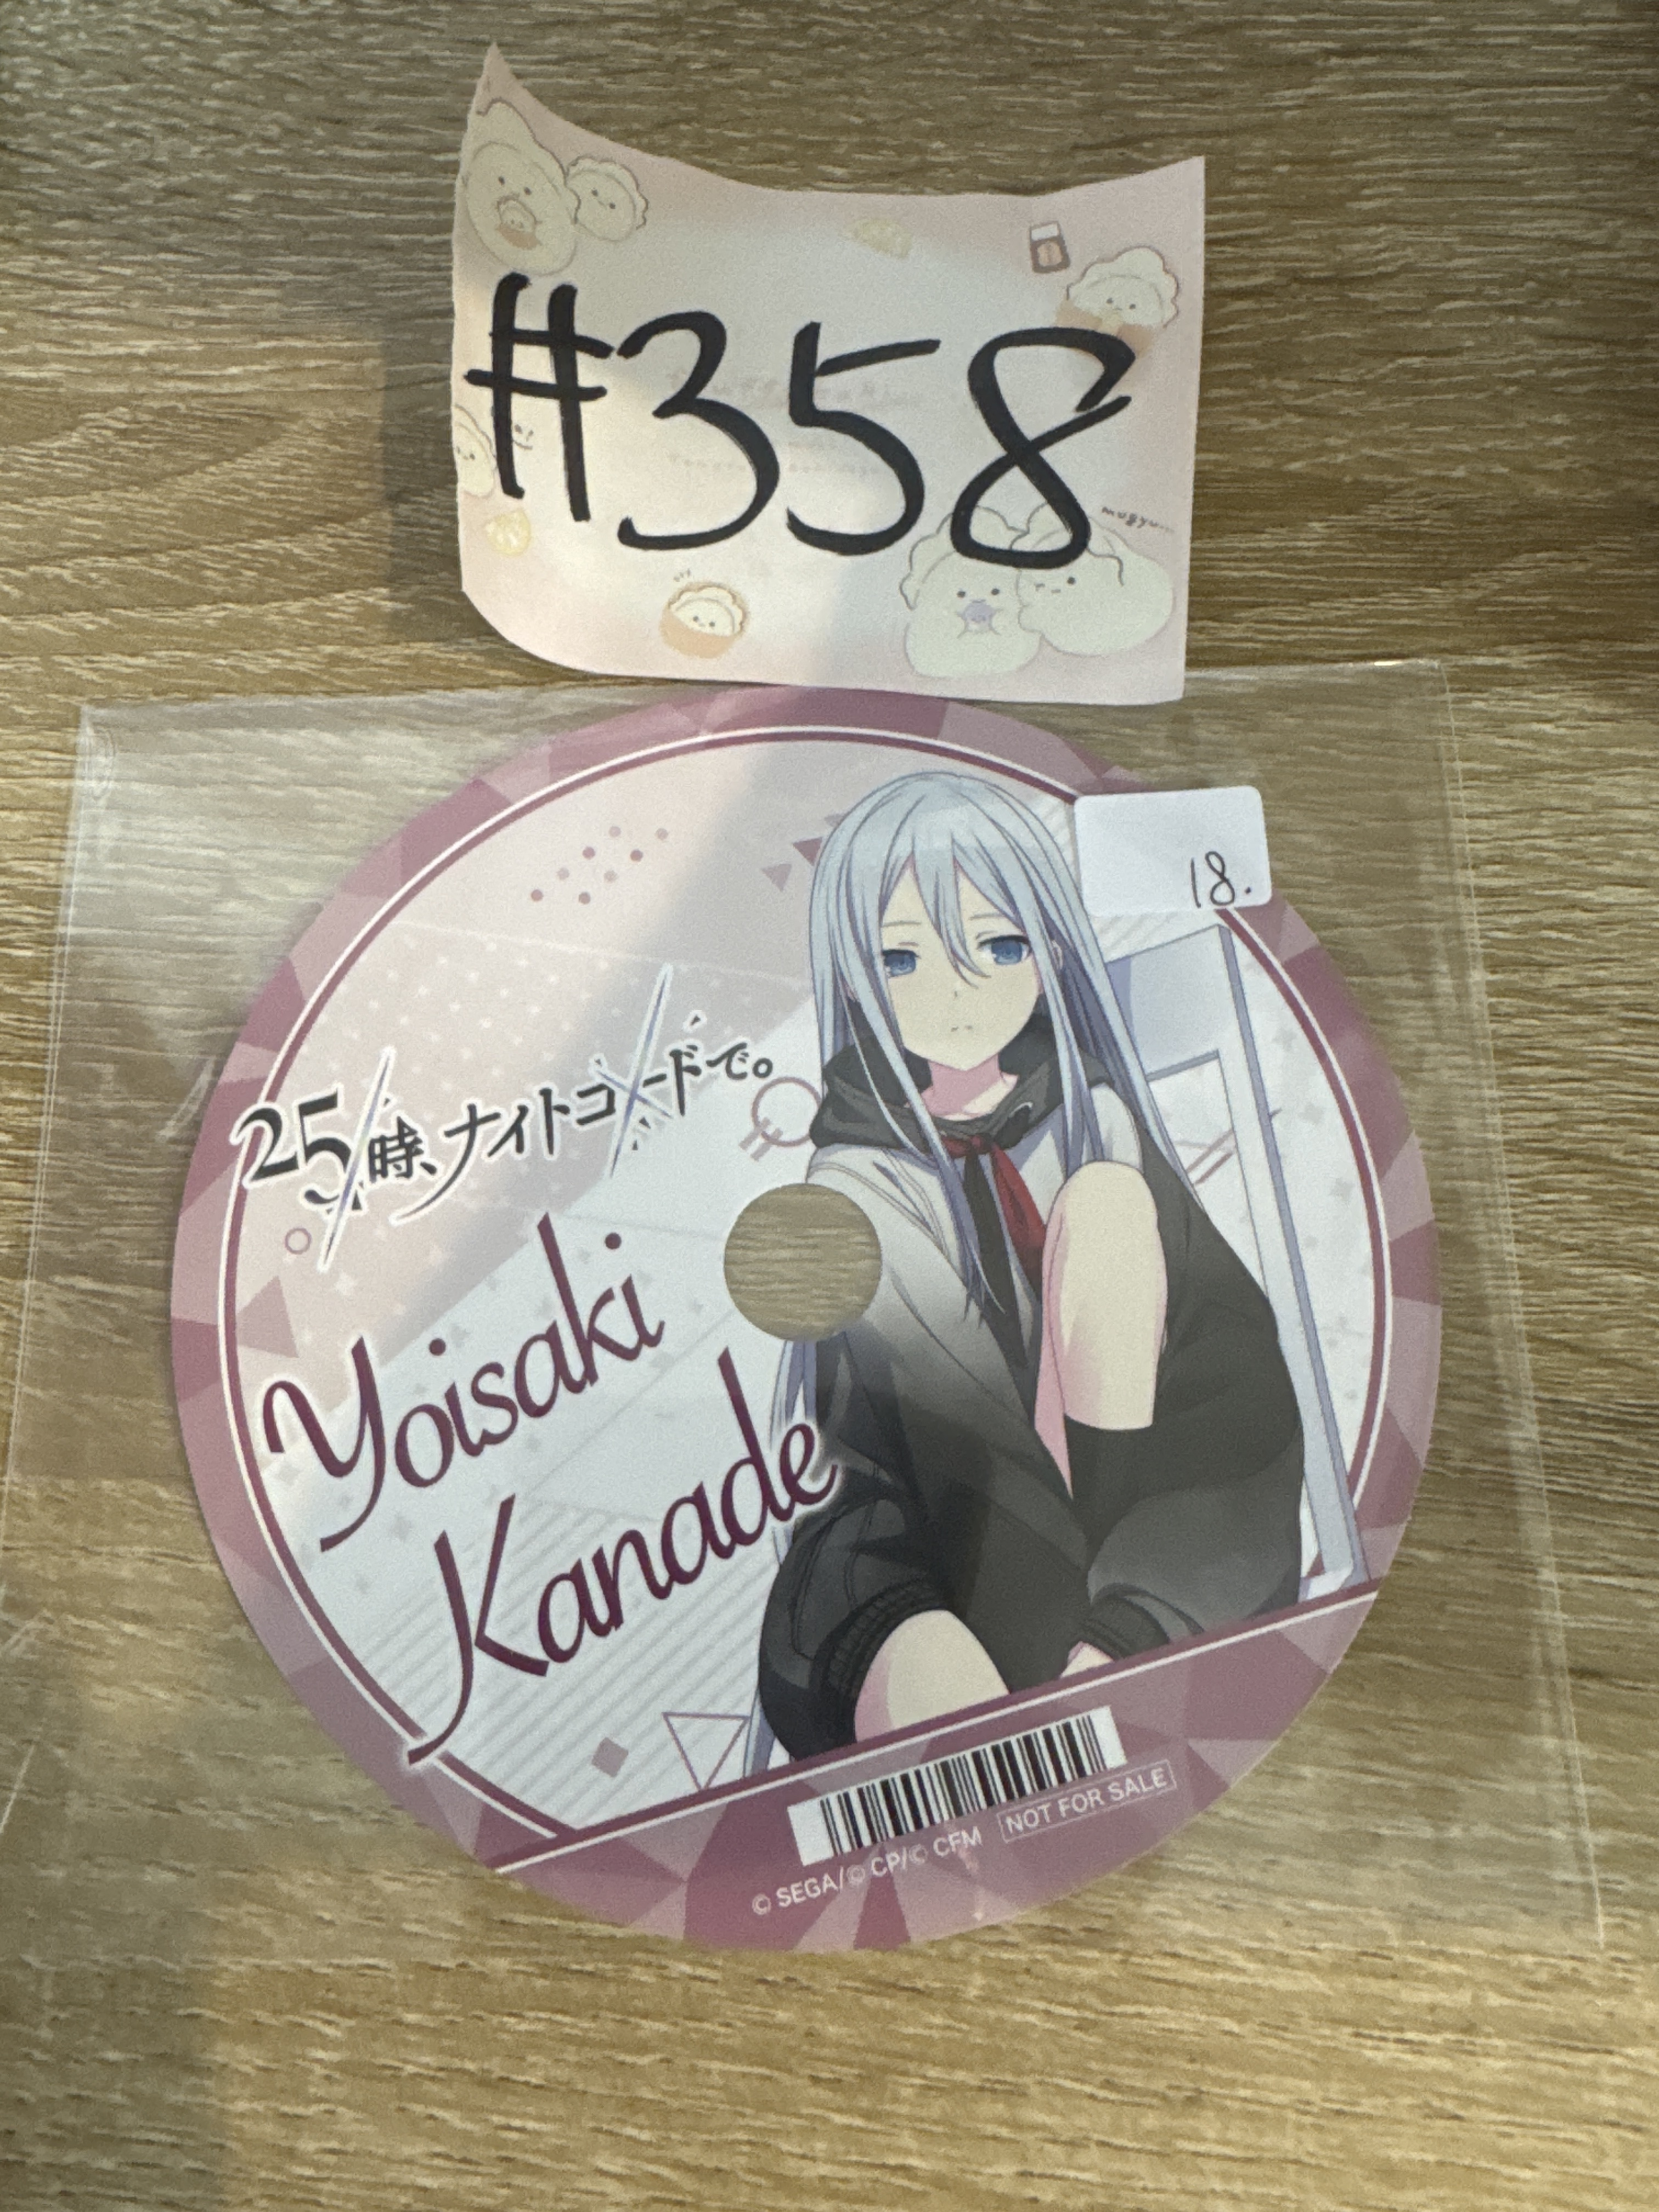 #358
mogyu...
18.
25時、ナイトコードで。
Yoisaki
Kanade
NOT FOR SALE
© SEGA/© CP/© CFM